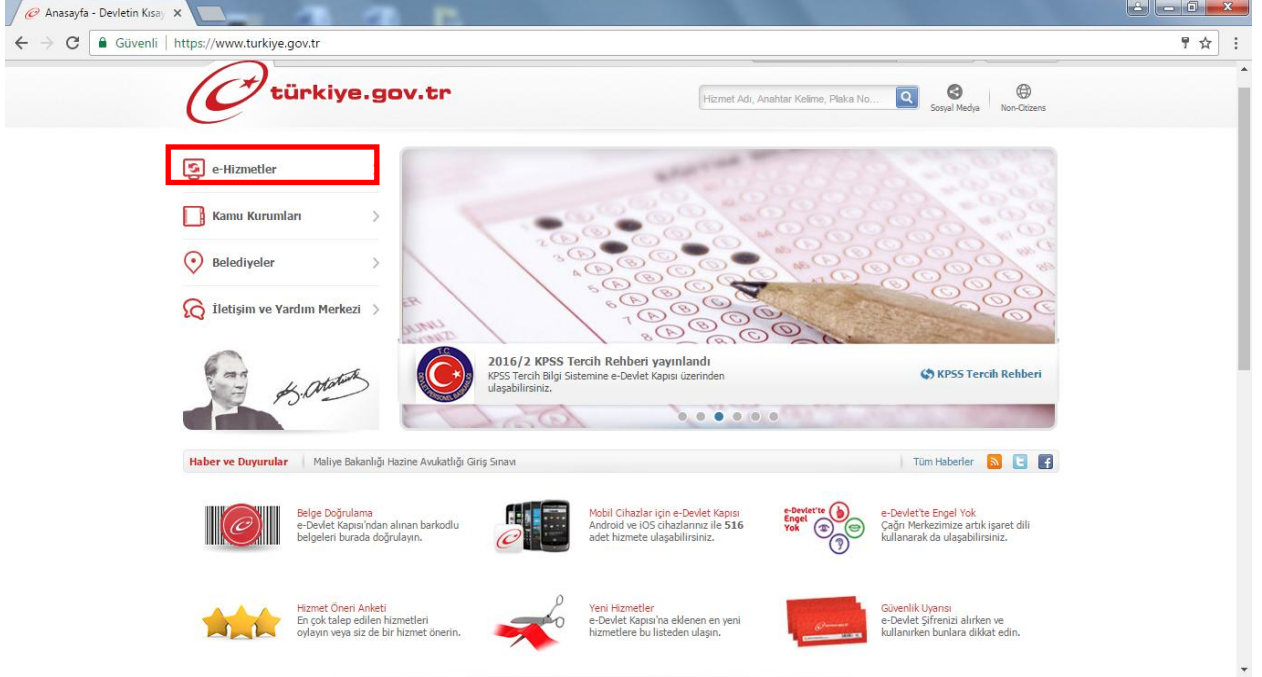 Anasayfa - Devletin Kısay
Güvenli | https://www.turkiye.gov.tr
türkiye.gov.tr
Hizmet Adı, Anahtar Kelime, Plaka No...
Sosyal Medya
Non-Citizens
e-Hizmetler
Kamu Kurumları
Belediyeler
İletişim ve Yardım Merkezi
K. Atatürk
T.C.
2016/2 KPSS Tercih Rehberi yayınlandı
KPSS Tercih Bilgi Sistemine e-Devlet Kapısı üzerinden
ulaşabilirsiniz.
KPSS Tercih Rehberi
Haber ve Duyurular
Maliye Bakanlığı Hazine Avukatlığı Giriş Sınavı
Tüm Haberler
Belge Doğrulama
e-Devlet Kapısı'ndan alınan barkodlu
belgeleri burada doğrulayın.
Mobil Cihazlar için e-Devlet Kapısı
Android ve iOS cihazlarınız ile 516
adet hizmete ulaşabilirsiniz.
e-Devlet'te
Engel
Yok
e-Devlet'te Engel Yok
Çağrı Merkezimize artık işaret dili
kullanarak da ulaşabilirsiniz.
Hizmet Öneri Anketi
En çok talep edilen hizmetleri
oylayın veya siz de bir hizmet önerin.
Yeni Hizmetler
e-Devlet Kapısı'na eklenen en yeni
hizmetlere bu listeden ulaşın.
Güvenlik Uyarısı
e-Devlet Şifrenizi alırken ve
kullanırken bunlara dikkat edin.